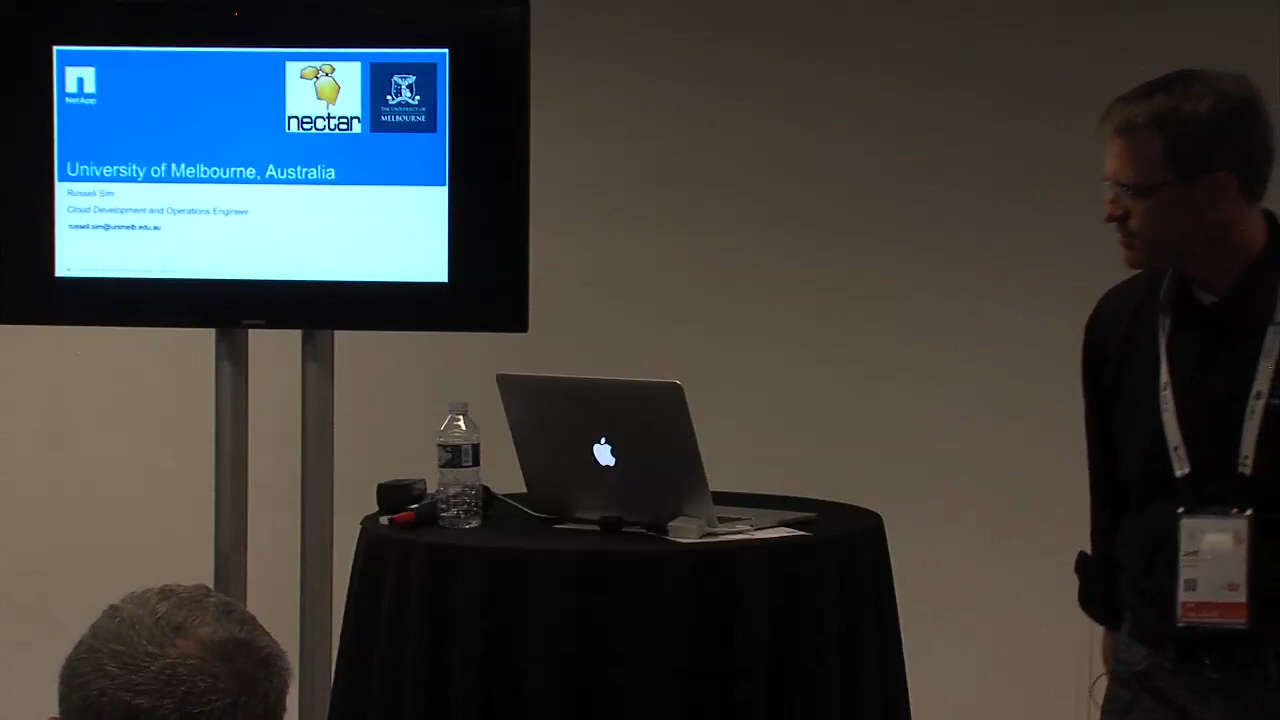 NetApp
nectar
THE UNIVERSITY OF
MELBOURNE
University of Melbourne, Australia
Russell Sim
Cloud Development and Operations Engineer
russell.sim@unimelb.edu.au